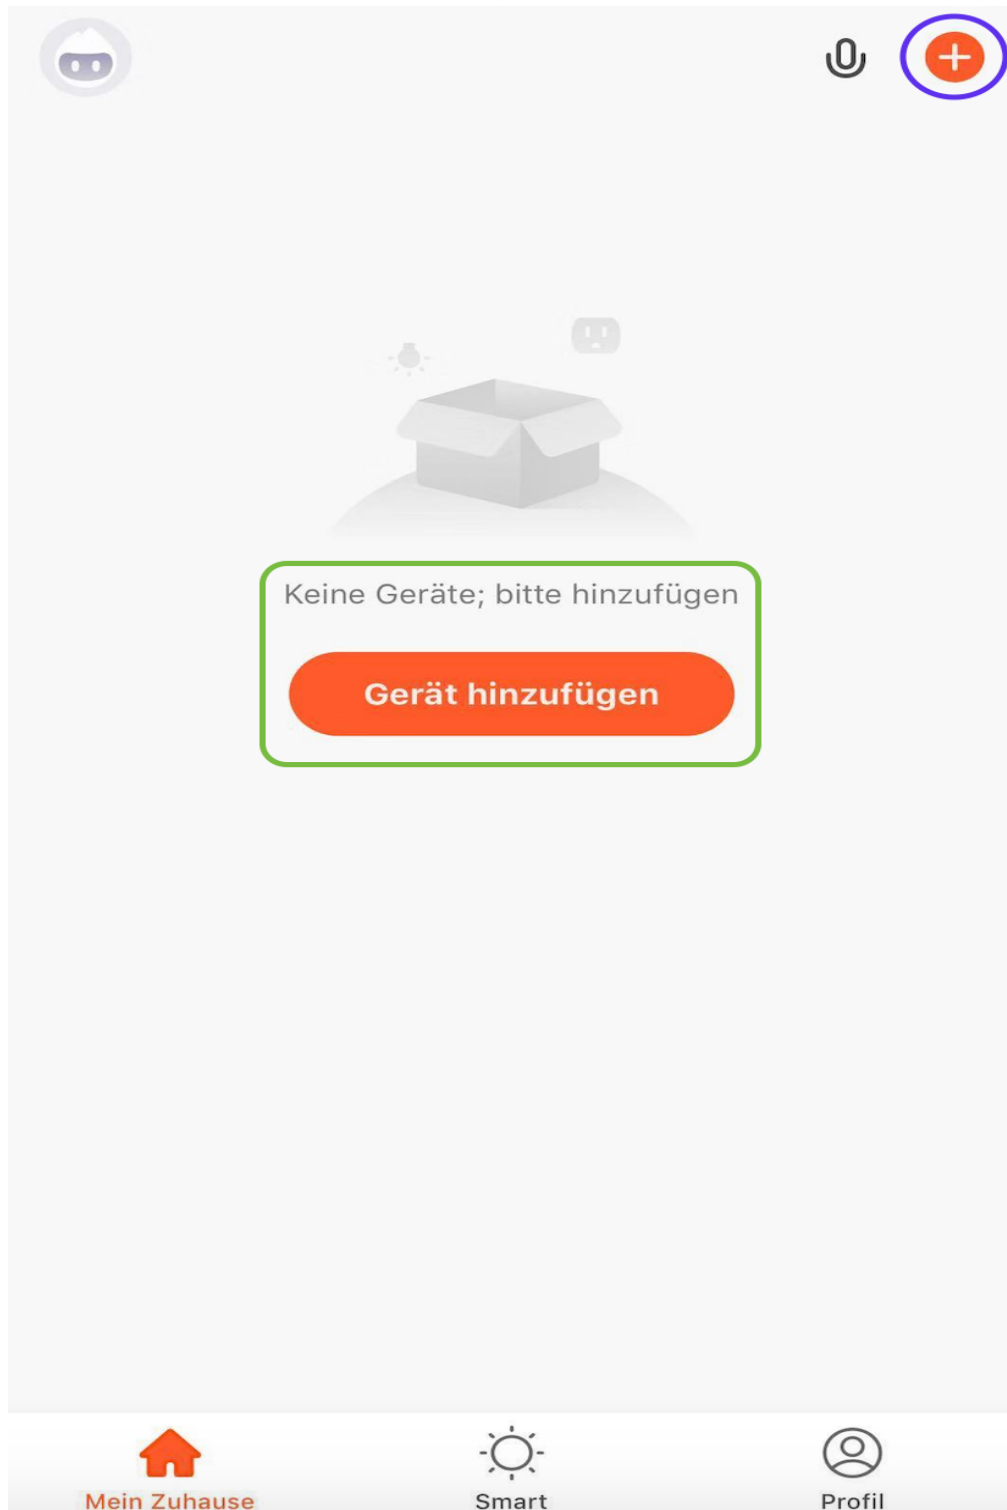 Keine Geräte; bitte hinzufügen
Gerät hinzufügen
Mein Zuhause
Smart
Profil